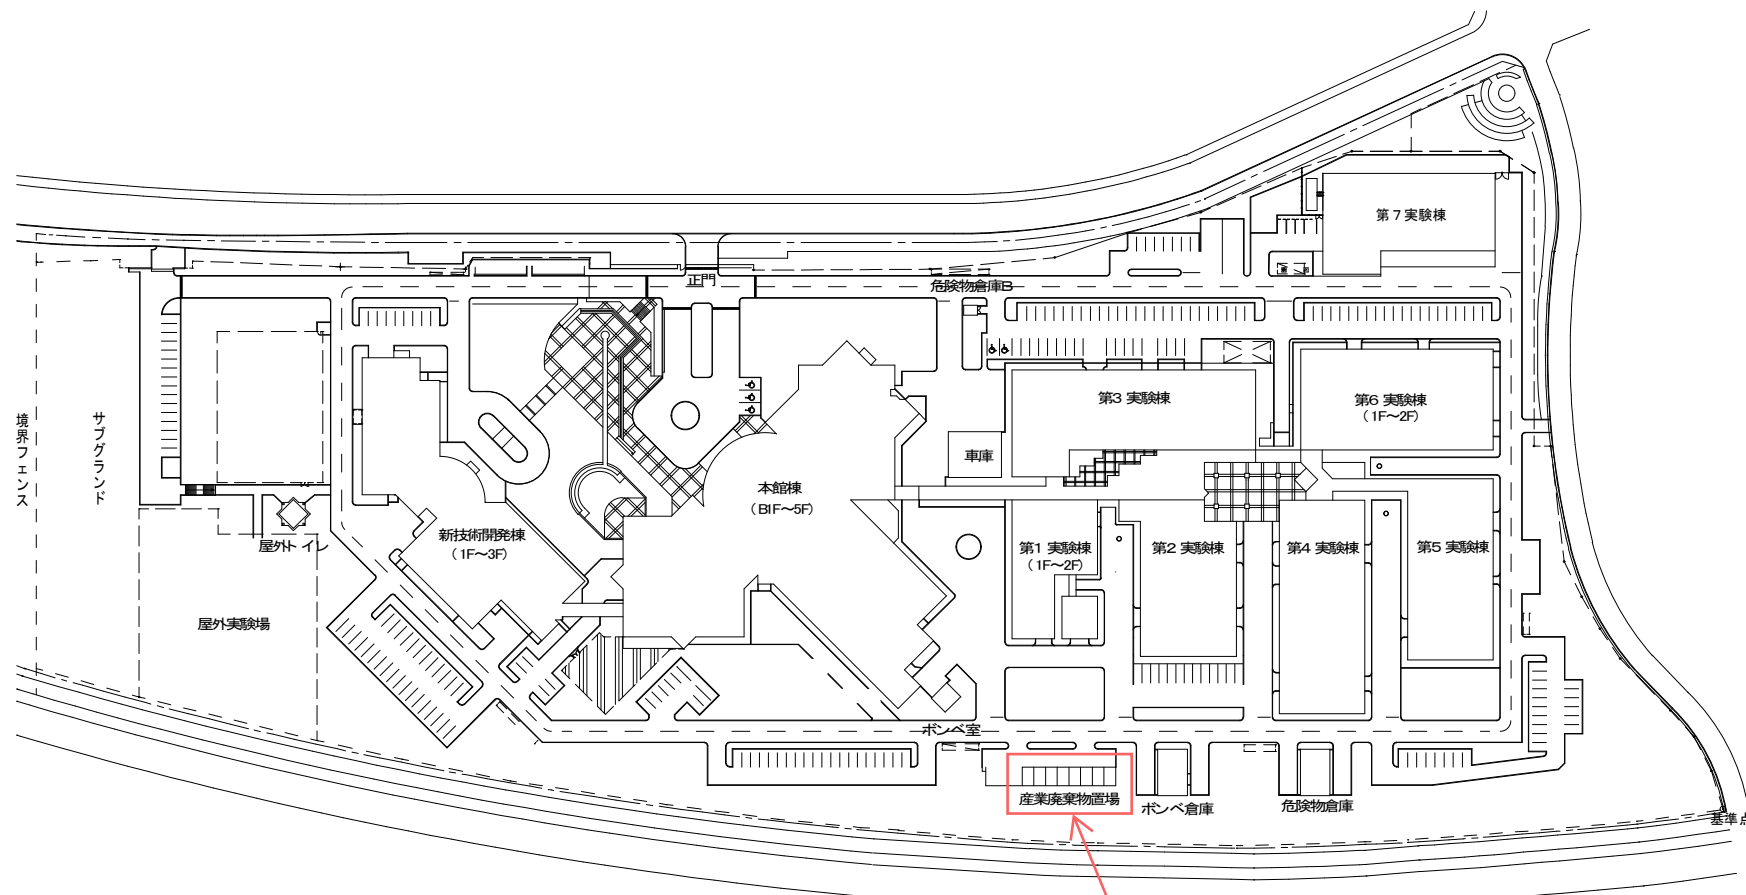 第7 実験棟
正門
危険物倉庫B
第3 実験棟
第6 実験棟
(1F～2F)
境界フェンス
サブグランド
車庫
本館棟
(B1F～5F)
屋外トイレ
新技術開発棟
(1F～3F)
第1 実験棟
(1F～2F)
第2 実験棟
第4 実験棟
第5 実験棟
屋外実験場
ボンベ室
産業廃棄物置場
ボンベ倉庫
危険物倉庫
基準点